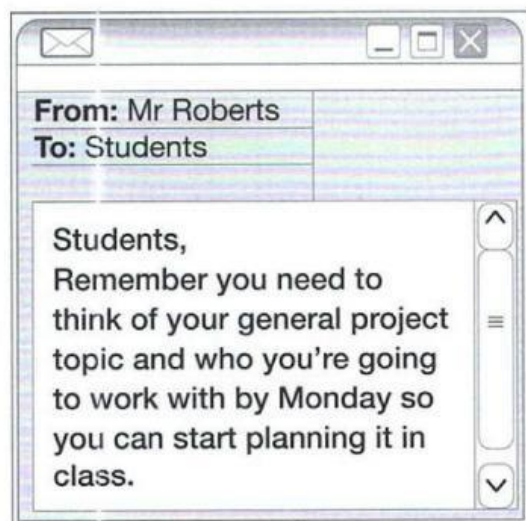 From: Mr Roberts
To: Students
Students,
Remember you need to
think of your general project
topic and who you're going
to work with by Monday so
you can start planning it in
class.